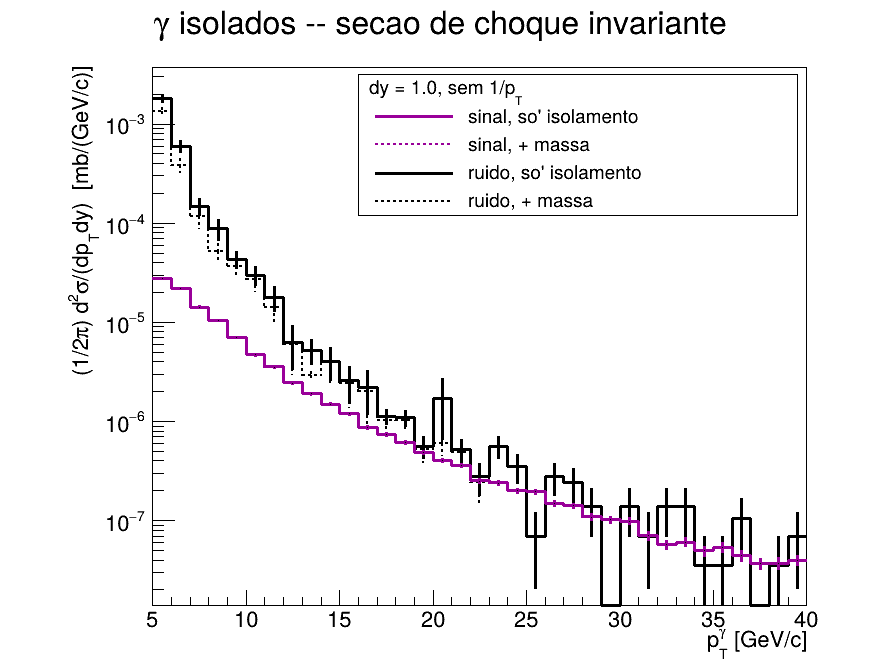 γ isolados -- secao de choque invariante
(1/2π) d²σ/(dp_T dy) [mb/(GeV/c)]
dy = 1.0, sem 1/p_T
sinal, so' isolamento
sinal, + massa
ruido, so' isolamento
ruido, + massa
10⁻³
10⁻⁴
10⁻⁵
10⁻⁶
10⁻⁷
5 10 15 20 25 30 35 40
p_T^γ [GeV/c]